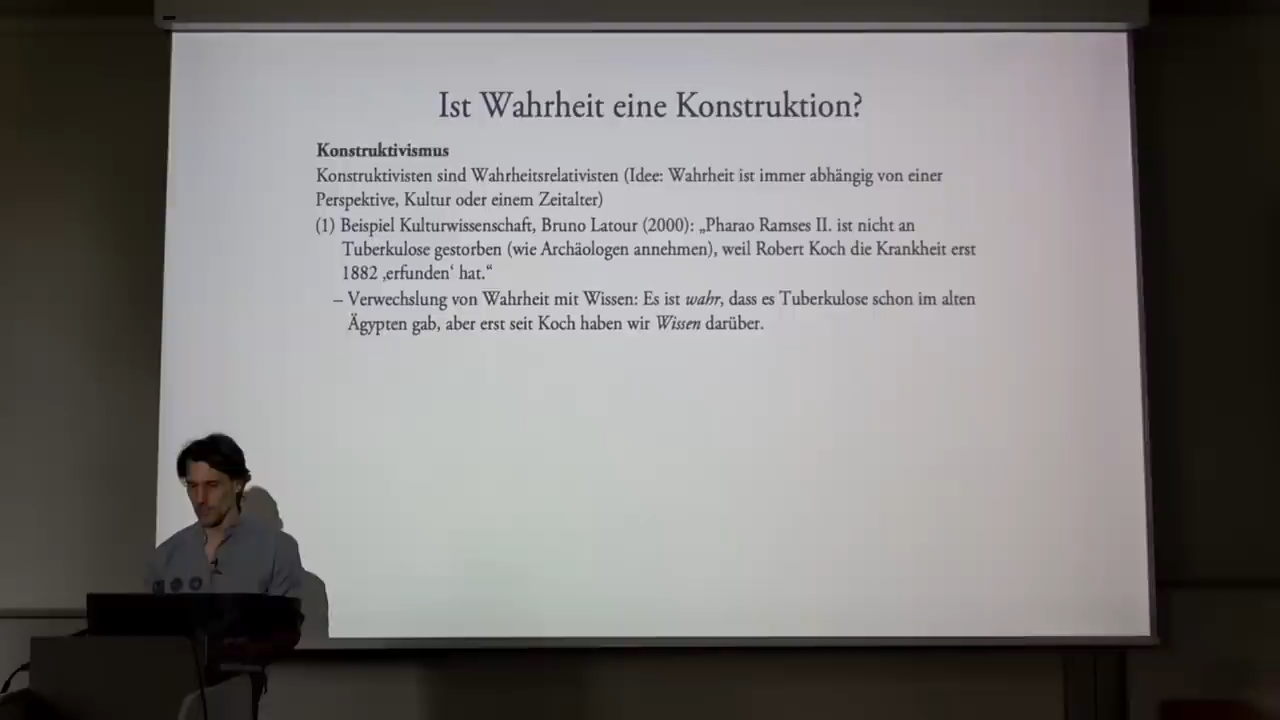 Ist Wahrheit eine Konstruktion?
Konstruktivismus
Konstruktivisten sind Wahrheitsrelativisten (Idee: Wahrheit ist immer abhängig von einer
Perspektive, Kultur oder einem Zeitalter)
(1) Beispiel Kulturwissenschaft, Bruno Latour (2000): „Pharao Ramses II. ist nicht an
Tuberkulose gestorben (wie Archäologen annehmen), weil Robert Koch die Krankheit erst
1882 ‚erfunden‘ hat.“
– Verwechslung von Wahrheit mit Wissen: Es ist wahr, dass es Tuberkulose schon im alten
Ägypten gab, aber erst seit Koch haben wir Wissen darüber.